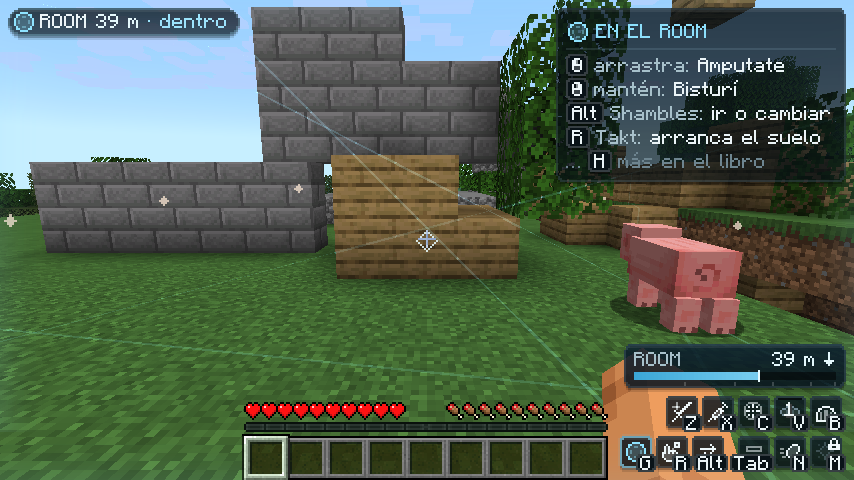 ROOM 39 m · dentro
EN EL ROOM
arrastra: Amputate
mantén: Bisturí
Alt Shambles: ir o cambiar
R Takt: arranca el suelo
... H más en el libro
ROOM 39 m ↓
Z X C V B
G R Alt Tab N M